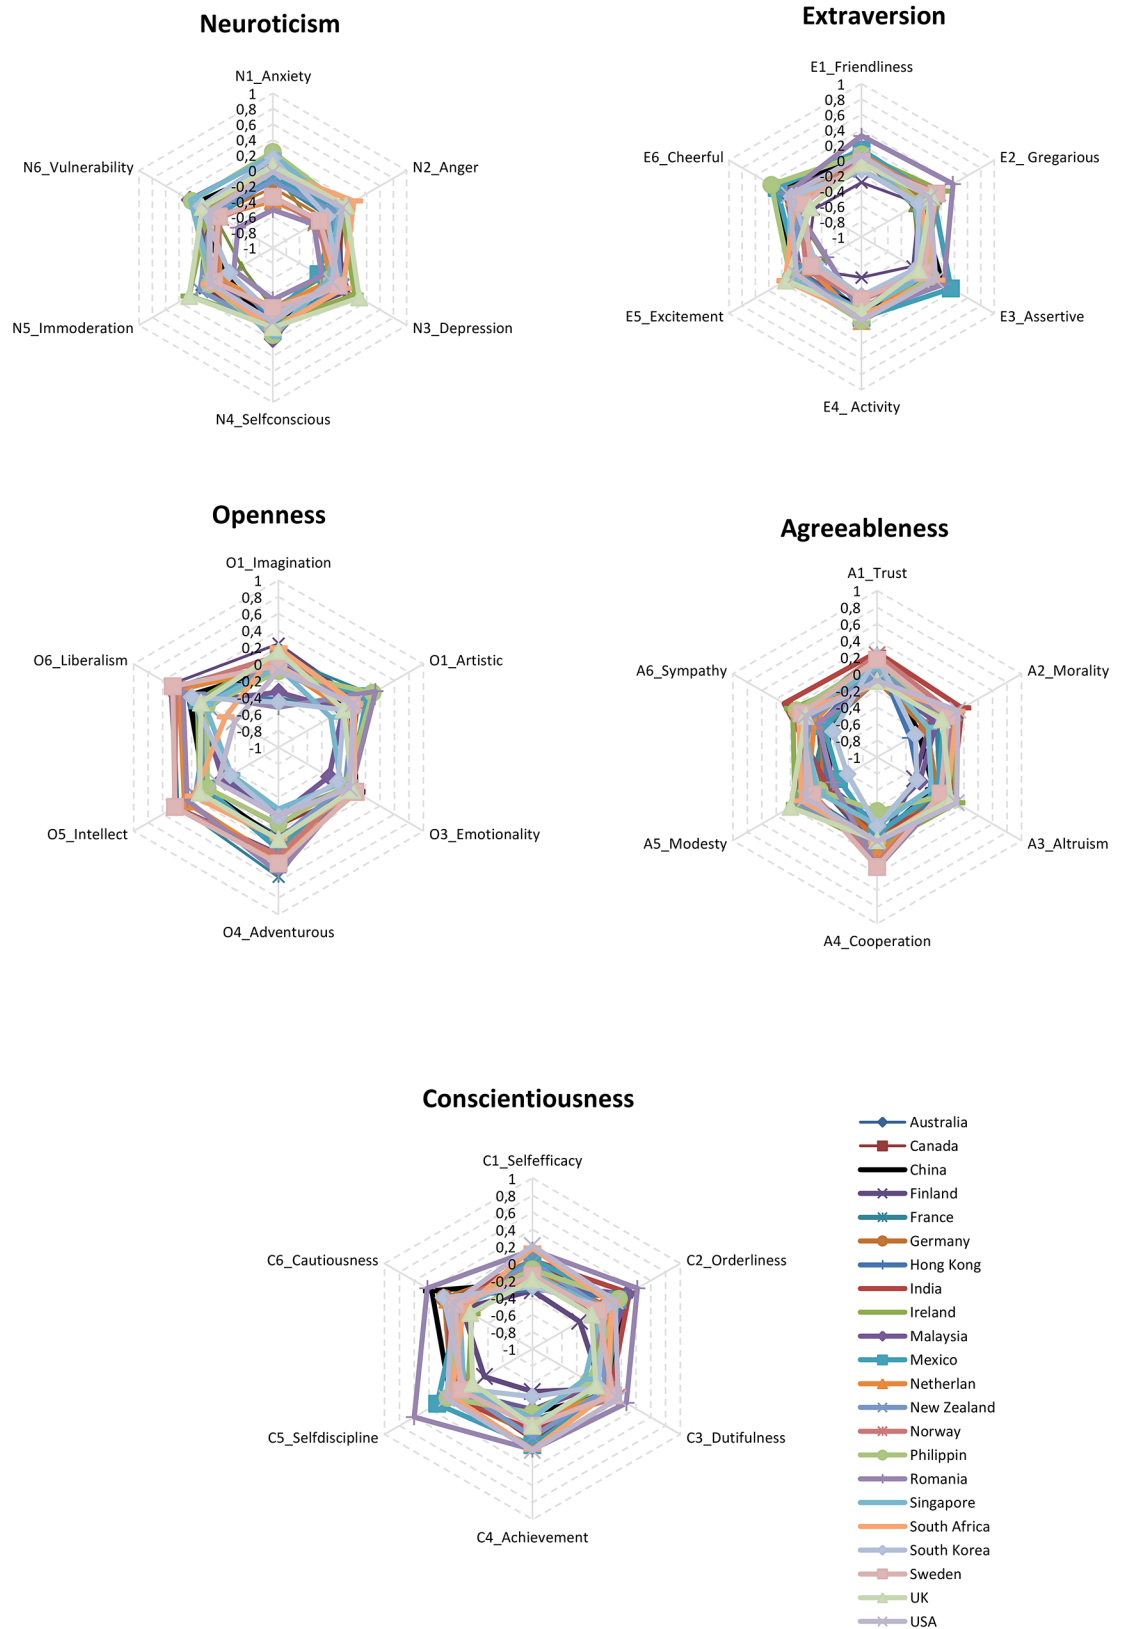 Neuroticism
N1_Anxiety
1
0,8
0,6
0,4
0,2
0
-0,2
-0,4
-0,6
-0,8
-1
N6_Vulnerability
N2_Anger
N5_Immoderation
N3_Depression
N4_Selfconscious
Extraversion
E1_Friendliness
1
0,8
0,6
0,4
0,2
0
-0,2
-0,4
-0,6
-0,8
-1
E6_Cheerful
E2_ Gregarious
E5_Excitement
E3_Assertive
E4_ Activity
Openness
O1_Imagination
1
0,8
0,6
0,4
0,2
0
-0,2
-0,4
-0,6
-0,8
-1
O6_Liberalism
O1_Artistic
O5_Intellect
O3_Emotionality
O4_Adventurous
Agreeableness
A1_Trust
1
0,8
0,6
0,4
0,2
0
-0,2
-0,4
-0,6
-0,8
-1
A6_Sympathy
A2_Morality
A5_Modesty
A3_Altruism
A4_Cooperation
Conscientiousness
C1_Selfefficacy
1
0,8
0,6
0,4
0,2
0
-0,2
-0,4
-0,6
-0,8
-1
C6_Cautiousness
C2_Orderliness
C5_Selfdiscipline
C3_Dutifulness
C4_Achievement
Australia
Canada
China
Finland
France
Germany
Hong Kong
India
Ireland
Malaysia
Mexico
Netherlan
New Zealand
Norway
Philippin
Romania
Singapore
South Africa
South Korea
Sweden
UK
USA